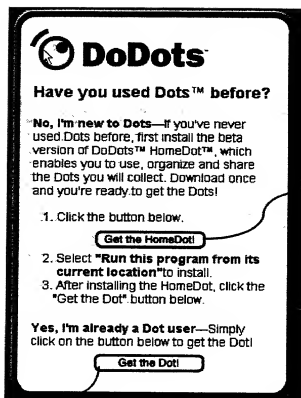 DoDots™
Have you used Dots™ before?
No, I'm new to Dots—If you've never
used Dots before, first install the beta
version of DoDots™ HomeDot™, which
enables you to use, organize and share
the Dots you will collect. Download once
and you're ready to get the Dots!
1. Click the button below.
Get the HomeDot!
2. Select "Run this program from its
current location"to install.
3. After installing the HomeDot, click the
"Get the Dot" button below.
Yes, I'm already a Dot user—Simply
click on the button below to get the Dot!
Get the Dot!